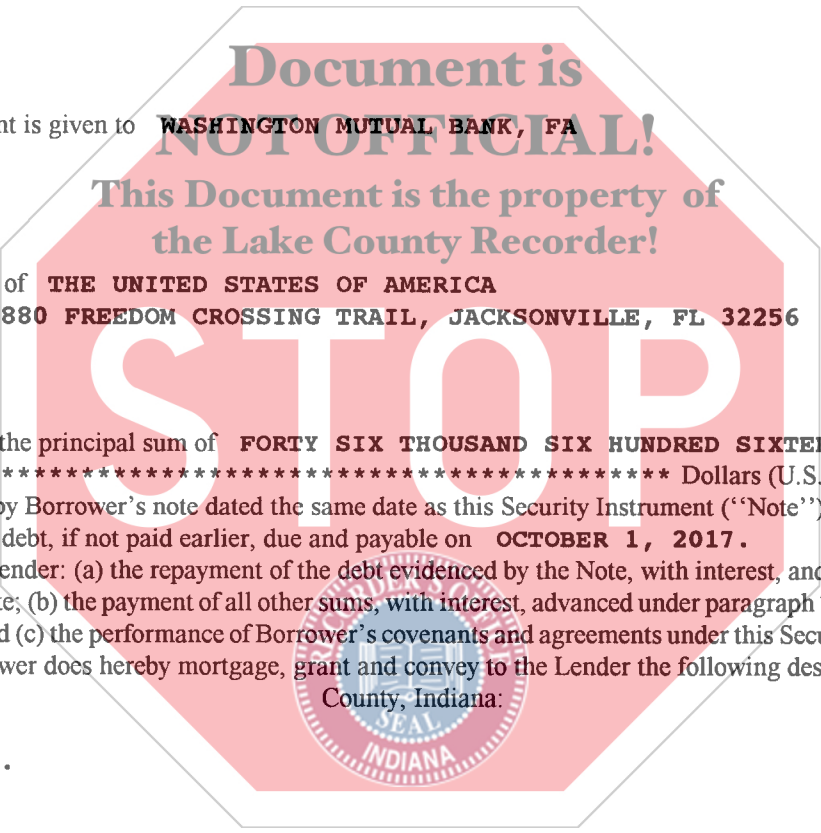 Document is
nt is given to WASHINGTON MUTUAL BANK, FA
NOT OFFICIAL!
This Document is the property of
the Lake County Recorder!
of THE UNITED STATES OF AMERICA
880 FREEDOM CROSSING TRAIL, JACKSONVILLE, FL 32256
STOP
the principal sum of FORTY SIX THOUSAND SIX HUNDRED SIXTE
****************************************** Dollars (U.S.
by Borrower's note dated the same date as this Security Instrument (''Note'')
debt, if not paid earlier, due and payable on OCTOBER 1, 2017.
ender: (a) the repayment of the debt evidenced by the Note, with interest, and
te; (b) the payment of all other sums, with interest, advanced under paragraph
d (c) the performance of Borrower's covenants and agreements under this Secu
wer does hereby mortgage, grant and convey to the Lender the following des
County, Indiana:
RECORDER'S OFFICE
SEAL
INDIANA
.